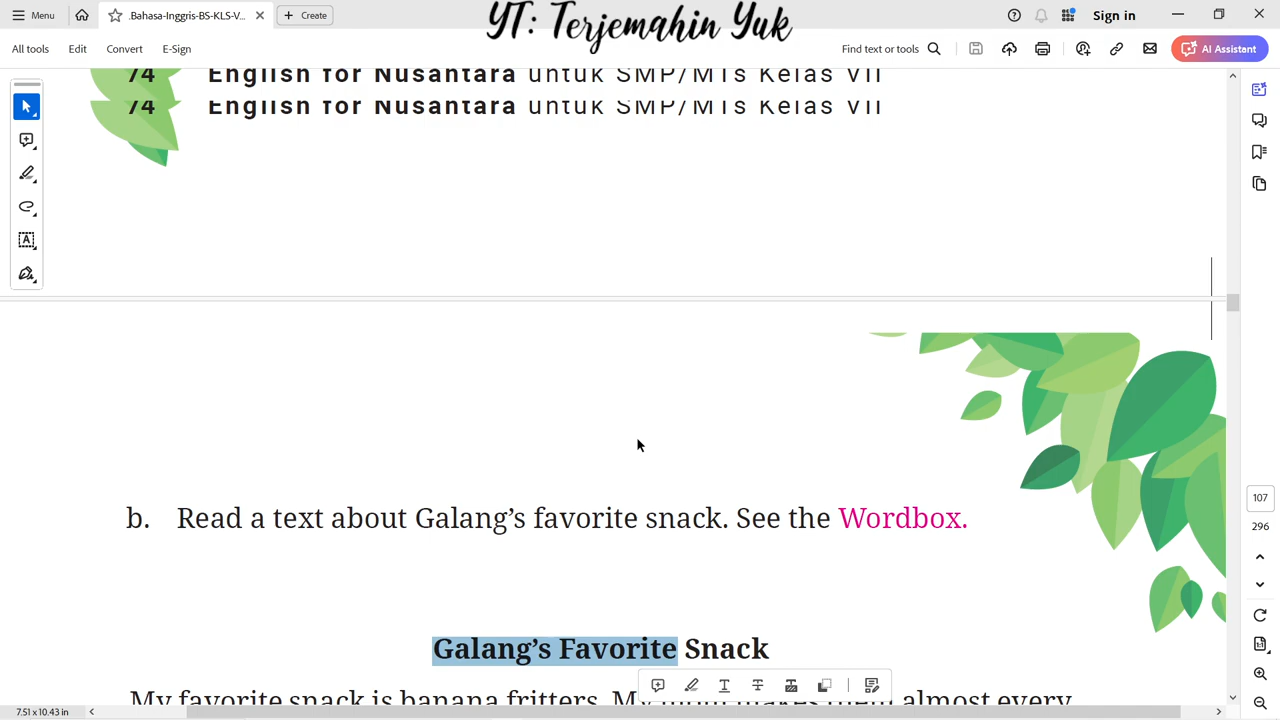 Menu
.Bahasa-Inggris-BS-KLS-V...
Create
YT: Terjemahin Yuk
Sign in
All tools
Edit
Convert
E-Sign
Find text or tools
AI Assistant
74 English for Nusantara untuk SMP/MTs Kelas VII
74 English for Nusantara untuk SMP/MTs Kelas VII
b. Read a text about Galang's favorite snack. See the Wordbox.
Galang's Favorite Snack
My favorite snack is banana fritters. My mom makes them almost every
107
296
7.51 x 10.43 in